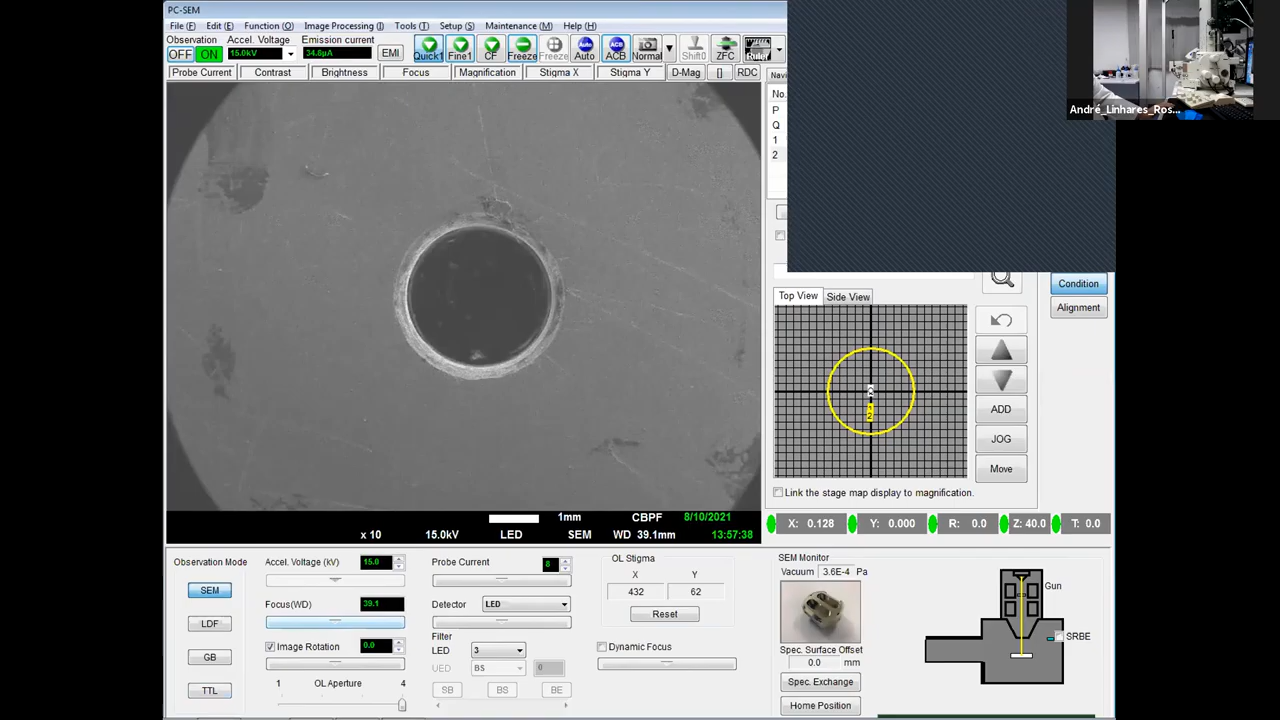 PC-SEM
File (F) Edit (E) Function (O) Image Processing (I) Tools (T) Setup (S) Maintenance (M) Help (H)
Observation Accel. Voltage Emission current
OFF ON 15.0kV 34.6μA EMI Quick1 Fine1 CF Freeze Freeze Auto ACB Normal Shift0 ZFC Ruler
Probe Current Contrast Brightness Focus Magnification Stigma X Stigma Y D-Mag [] RDC
No.
P
Q
1
2
André_Linhares_Ros...
Condition
Top View Side View
Alignment
2
ADD
JOG
Move
Link the stage map display to magnification.
1mm CBPF 8/10/2021
x 10 15.0kV LED SEM WD 39.1mm 13:57:38
X: 0.128 Y: 0.000 R: 0.0 Z: 40.0 T: 0.0
Observation Mode
SEM
LDF
GB
TTL
Accel. Voltage (kV) 15.0
Focus(WD) 39.1
Image Rotation 0.0
OL Aperture
1 4
Probe Current 8
Detector LED
Filter
LED 3
UED BS 0
SB BS BE
OL Stigma
X Y
432 62
Reset
Dynamic Focus
SEM Monitor
Vacuum 3.6E-4 Pa
Spec. Surface Offset
0.0 mm
Spec. Exchange
Home Position
Gun
SRBE